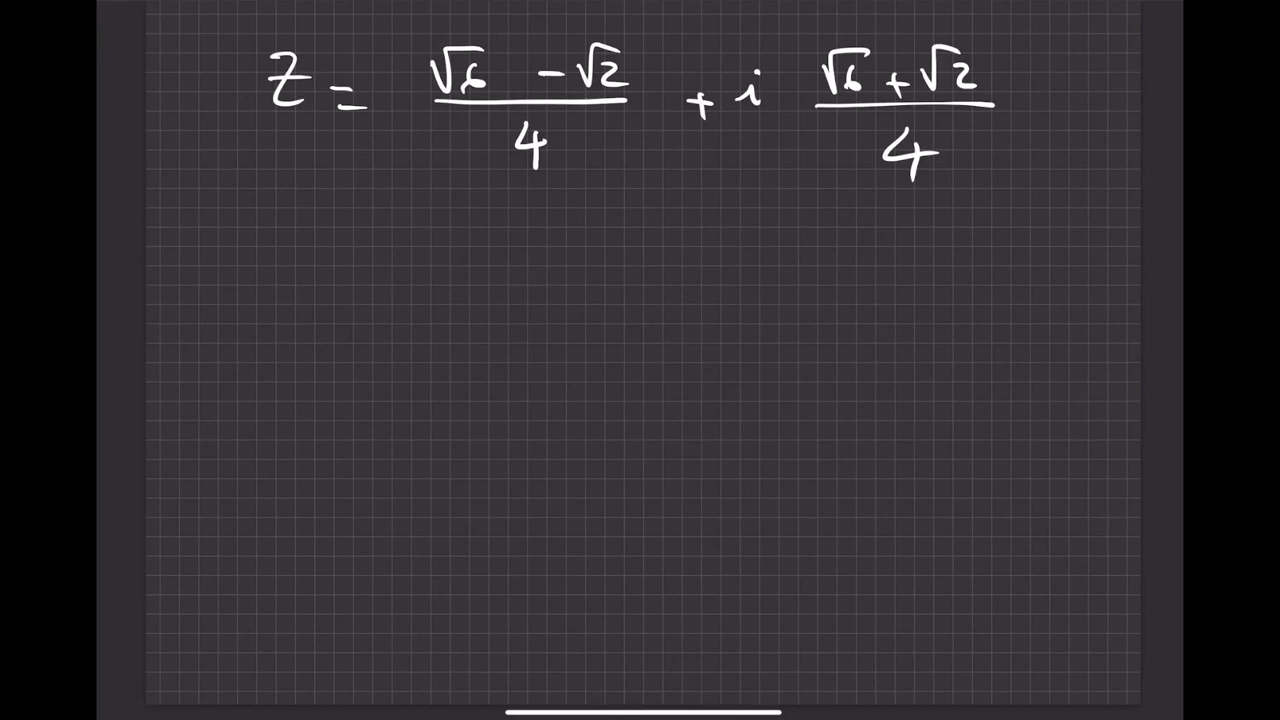 Z = (√6 - √2)/4 + i (√6 + √2)/4